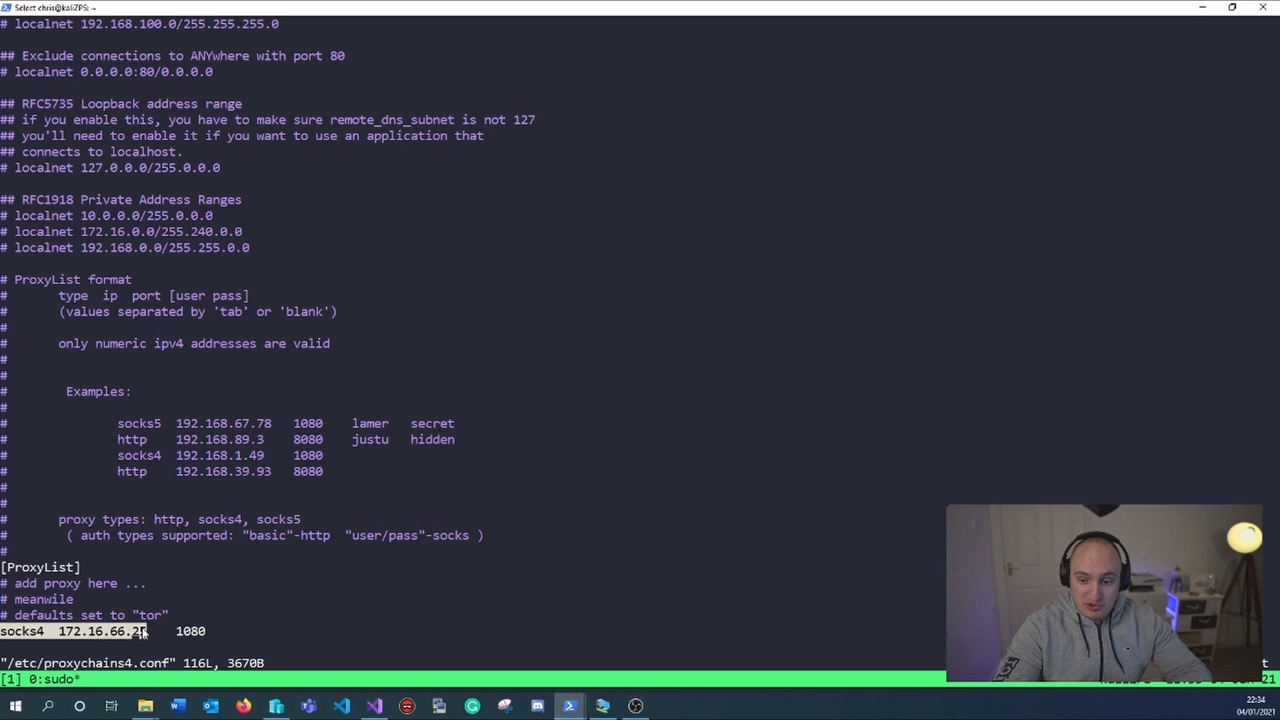 Select chris@kaliZPS: ~
# localnet 192.168.100.0/255.255.255.0
## Exclude connections to ANYwhere with port 80
# localnet 0.0.0.0:80/0.0.0.0
## RFC5735 Loopback address range
## if you enable this, you have to make sure remote_dns_subnet is not 127
## you'll need to enable it if you want to use an application that
## connects to localhost.
# localnet 127.0.0.0/255.0.0.0
## RFC1918 Private Address Ranges
# localnet 10.0.0.0/255.0.0.0
# localnet 172.16.0.0/255.240.0.0
# localnet 192.168.0.0/255.255.0.0
# ProxyList format
#       type  ip  port [user pass]
#       (values separated by 'tab' or 'blank')
#
#       only numeric ipv4 addresses are valid
#
#
#        Examples:
#
#               socks5  192.168.67.78   1080    lamer   secret
#               http    192.168.89.3    8080    justu   hidden
#               socks4  192.168.1.49    1080
#               http    192.168.39.93   8080
#
#
#       proxy types: http, socks4, socks5
#        ( auth types supported: "basic"-http  "user/pass"-socks )
#
[ProxyList]
# add proxy here ...
# meanwile
# defaults set to "tor"
socks4  1080
"/etc/proxychains4.conf" 116L, 3670B
[1] 0:sudo*
22:34
04/01/2021